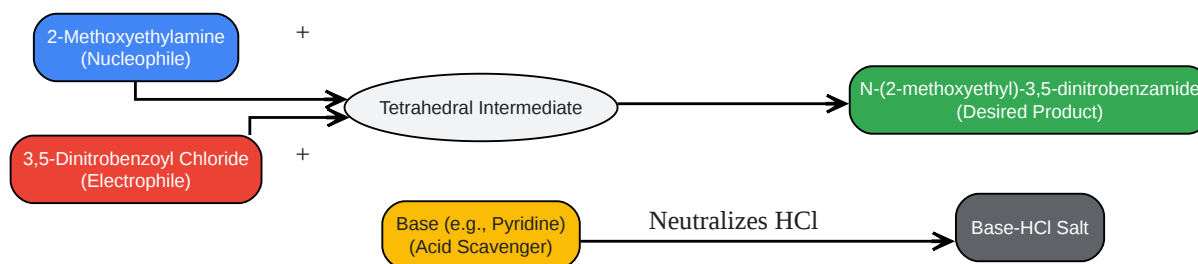 2-Methoxyethylamine
(Nucleophile)
+
Tetrahedral Intermediate
N-(2-methoxyethyl)-3,5-dinitrobenzamide
(Desired Product)
3,5-Dinitrobenzoyl Chloride
(Electrophile)
+
Base (e.g., Pyridine)
(Acid Scavenger)
Neutralizes HCl
Base-HCl Salt